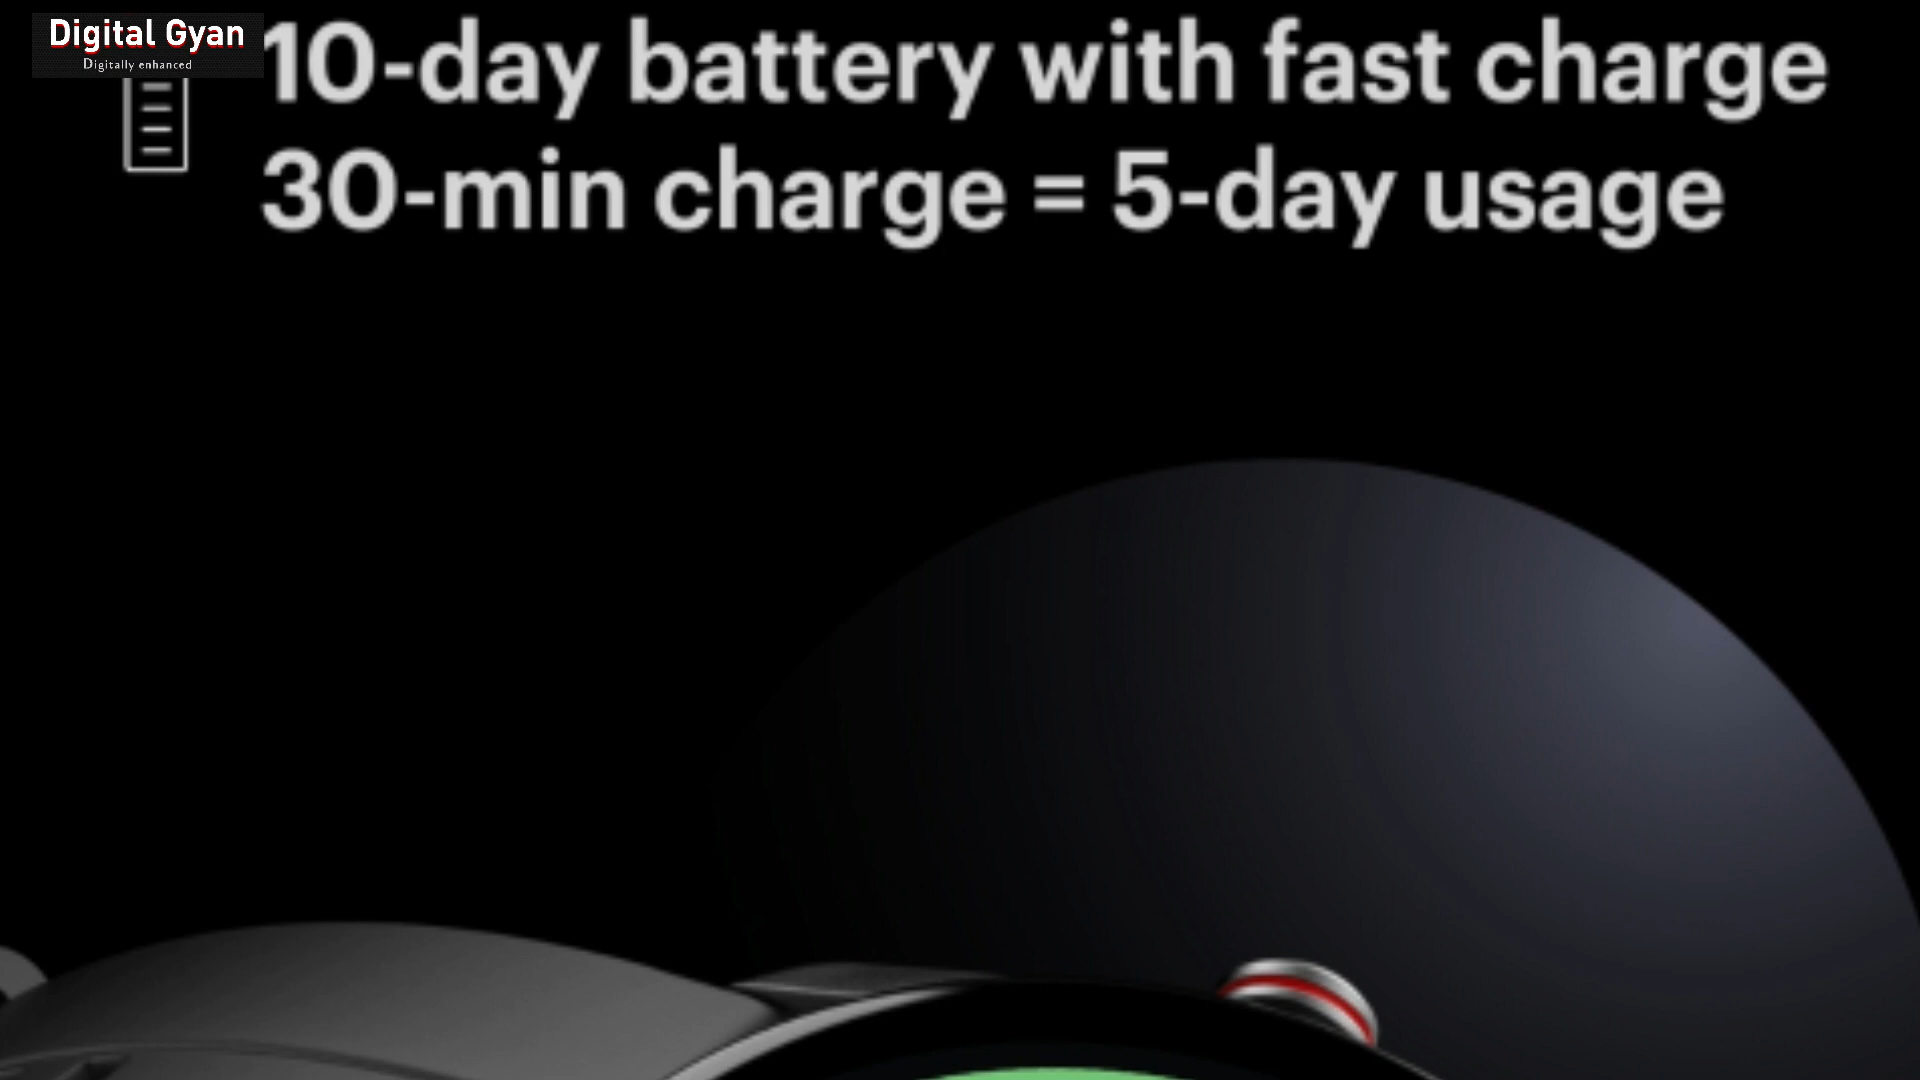 Digital Gyan
Digitally enhanced
10-day battery with fast charge
30-min charge = 5-day usage